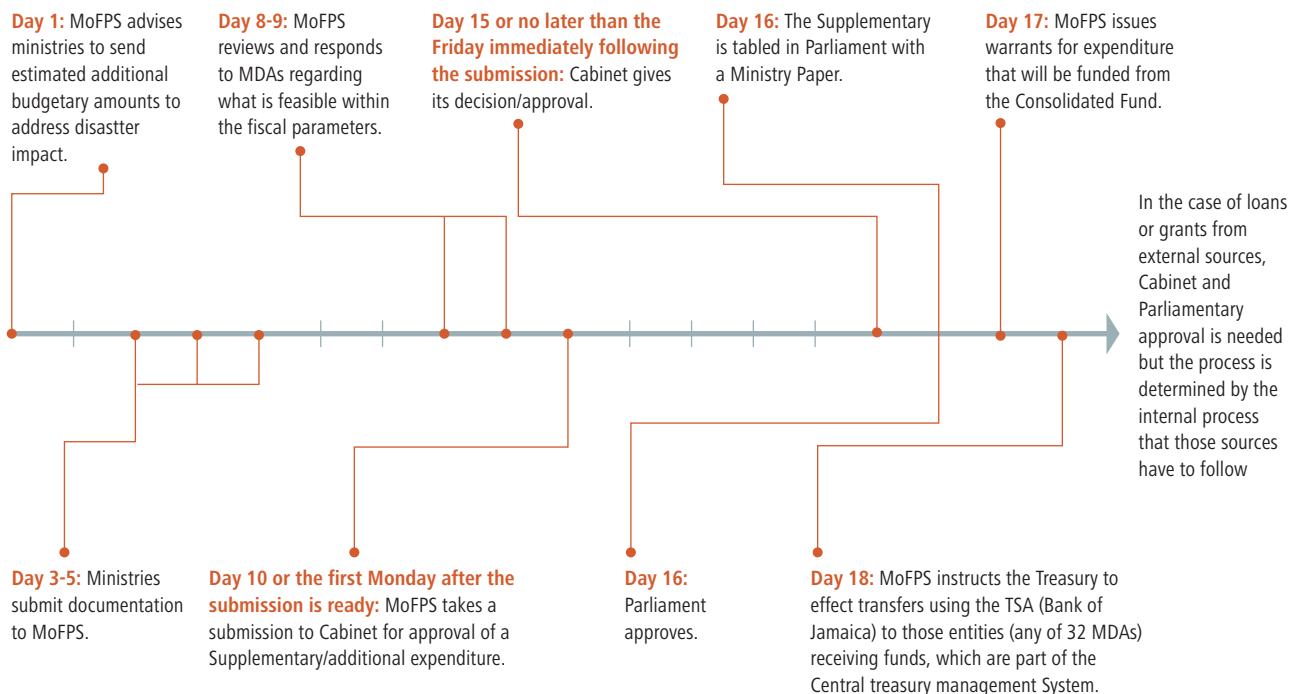 Day 1: MoFPS advises
ministries to send
estimated additional
budgetary amounts to
address disastter
impact.
Day 8-9: MoFPS
reviews and responds
to MDAs regarding
what is feasible within
the fiscal parameters.
Day 15 or no later than the
Friday immediately following
the submission: Cabinet gives
its decision/approval.
Day 16: The Supplementary
is tabled in Parliament with
a Ministry Paper.
Day 17: MoFPS issues
warrants for expenditure
that will be funded from
the Consolidated Fund.
In the case of loans
or grants from
external sources,
Cabinet and
Parliamentary
approval is needed
but the process is
determined by the
internal process
that those sources
have to follow
Day 3-5: Ministries
submit documentation
to MoFPS.
Day 10 or the first Monday after the
submission is ready: MoFPS takes a
submission to Cabinet for approval of a
Supplementary/additional expenditure.
Day 16:
Parliament
approves.
Day 18: MoFPS instructs the Treasury to
effect transfers using the TSA (Bank of
Jamaica) to those entities (any of 32 MDAs)
receiving funds, which are part of the
Central treasury management System.